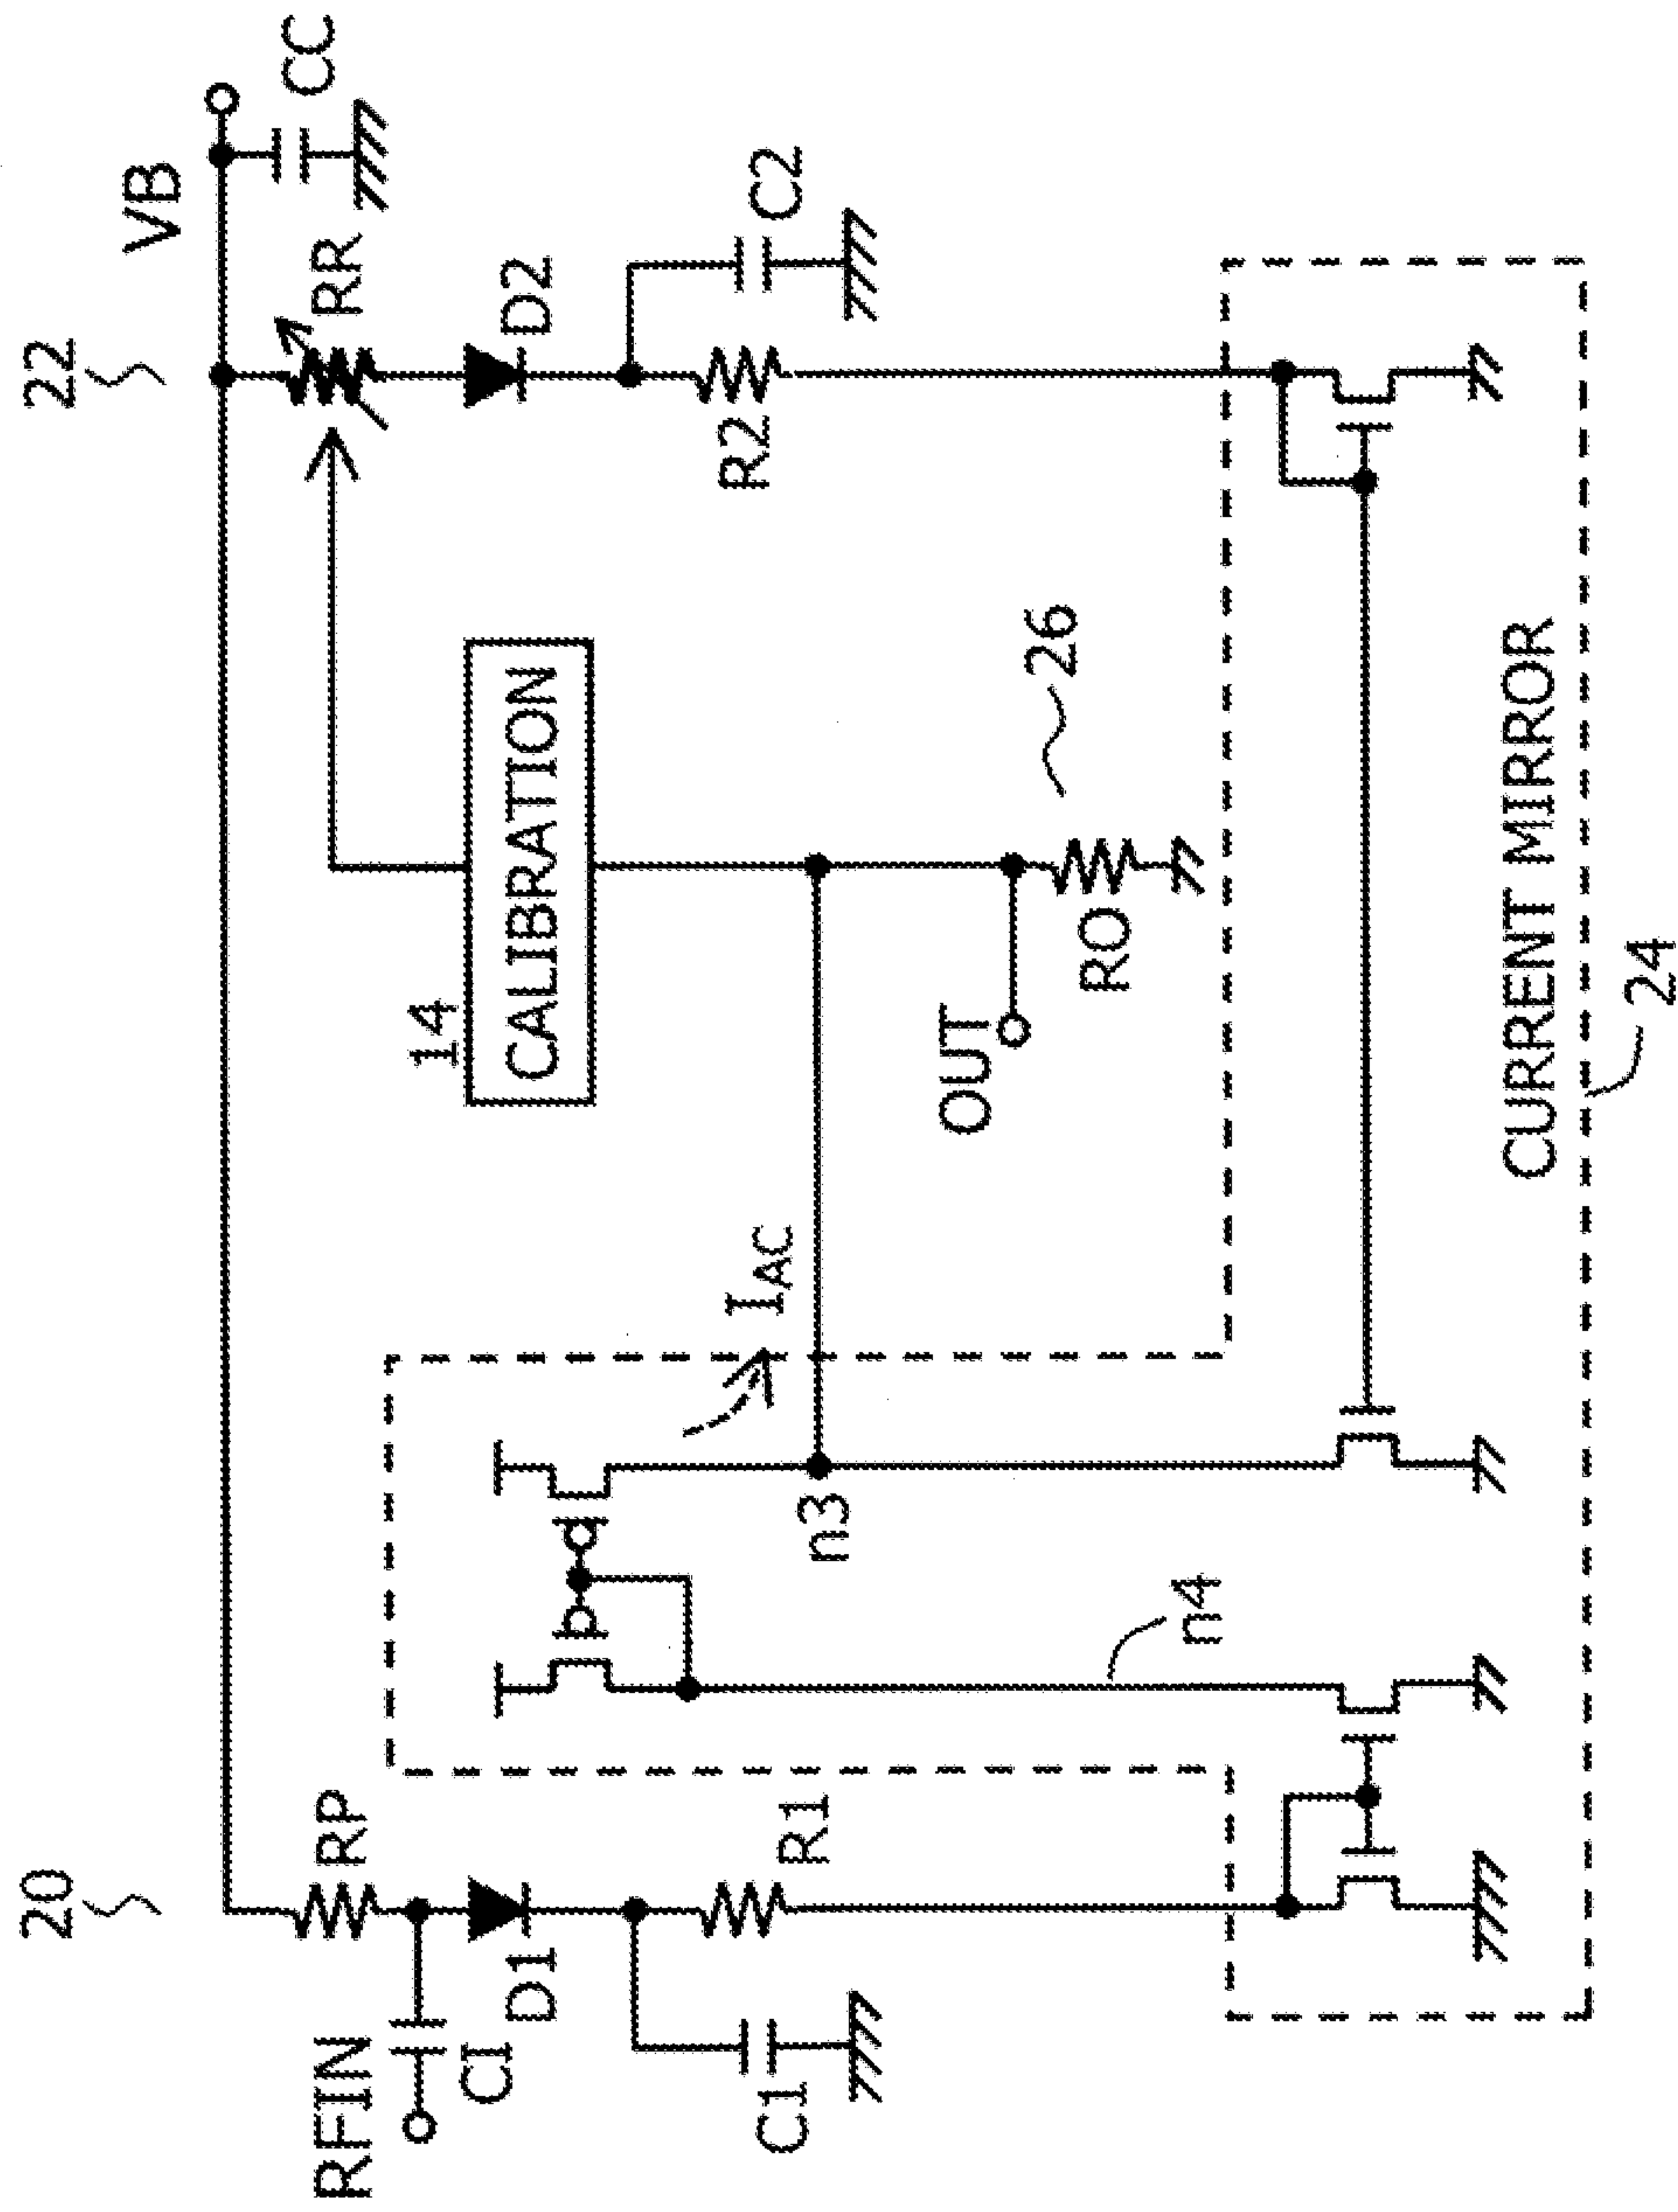 20
22
RFIN
CI
RP
D1
C1
R1
VB
CC
RR
D2
C2
R2
14
CALIBRATION
I_AC
n3
n4
OUT
RO
26
CURRENT MIRROR
24